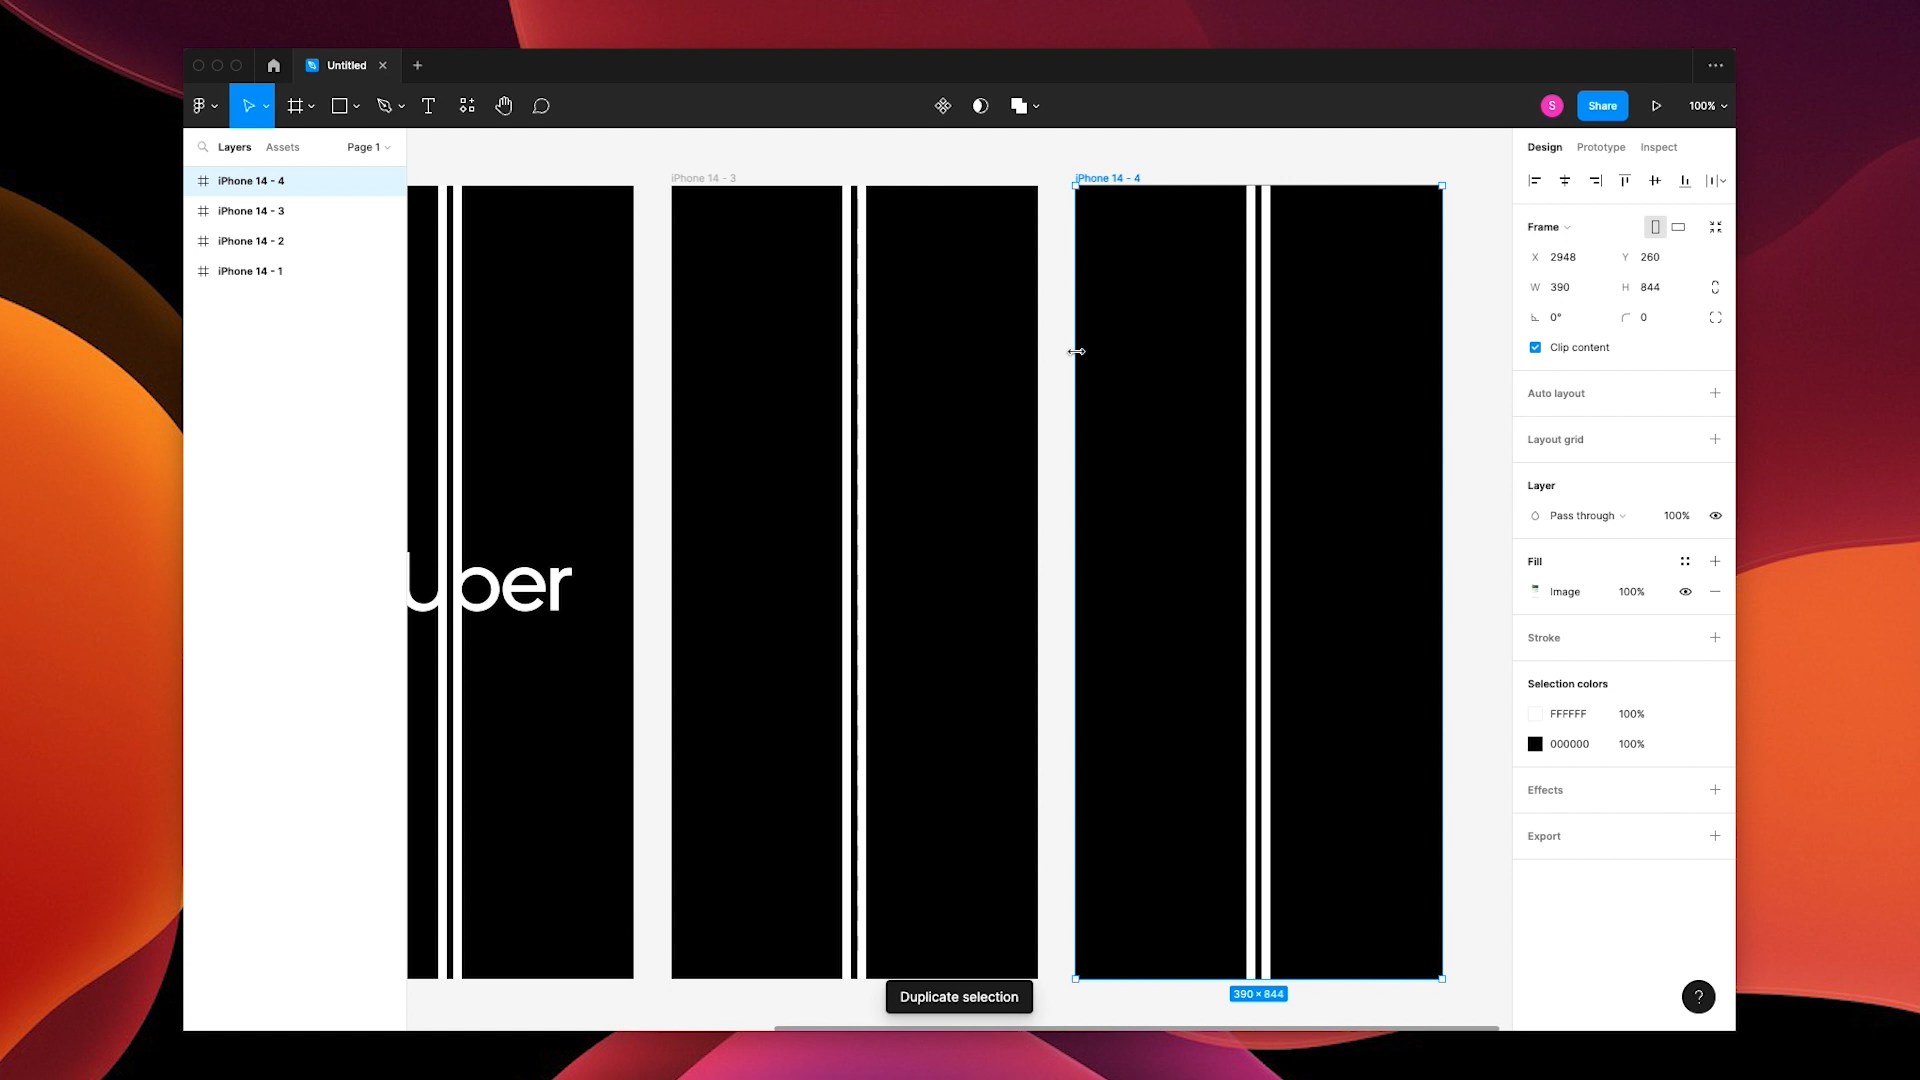 Untitled
S
Share
100%
Layers
Assets
Page 1
iPhone 14 - 4
iPhone 14 - 3
iPhone 14 - 2
iPhone 14 - 1
iPhone 14 - 3
iPhone 14 - 4
uber
Duplicate selection
390 × 844
Design
Prototype
Inspect
Frame
X 2948
Y 260
W 390
H 844
0°
0
Clip content
Auto layout
Layout grid
Layer
Pass through
100%
Fill
Image
100%
Stroke
Selection colors
FFFFFF
100%
000000
100%
Effects
Export
?